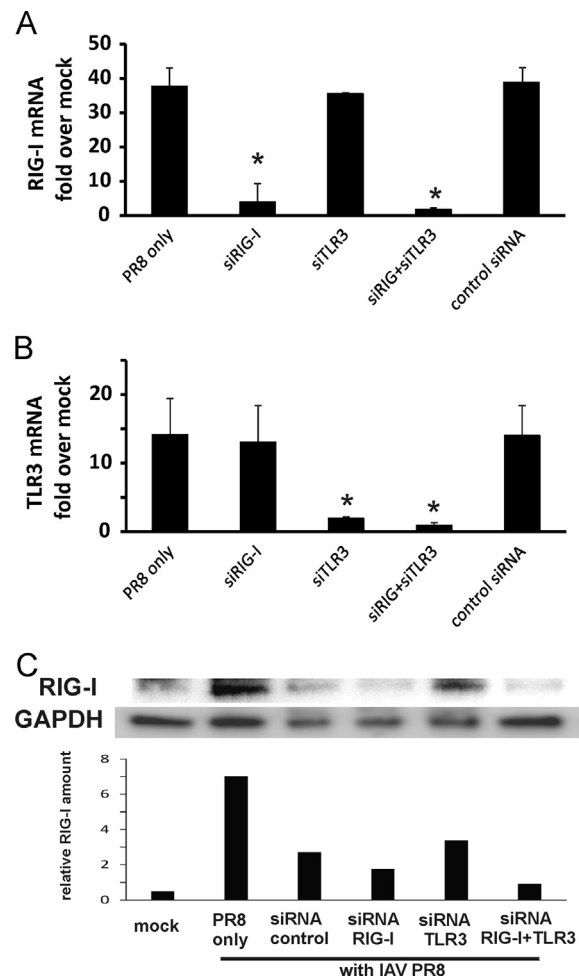 A
RIG-I mRNA
fold over mock
50
40
30
20
10
0
*
*
PR8 only
siRIG-I
siTLR3
siRIG+siTLR3
control siRNA
B
TLR3 mRNA
fold over mock
20
10
0
*
*
PR8 only
siRIG-I
siTLR3
siRIG+siTLR3
control siRNA
C
RIG-I
GAPDH
relative RIG-I amount
8
6
4
2
0
mock
PR8
only
siRNA
control
siRNA
RIG-I
siRNA
TLR3
siRNA
RIG-I+TLR3
with IAV PR8